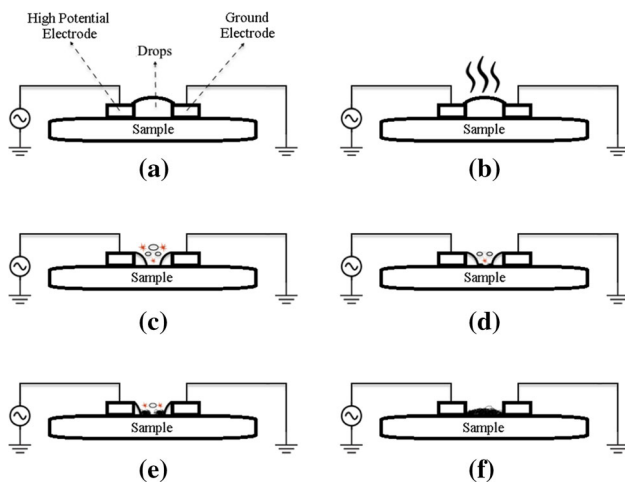 High Potential
Electrode
Ground
Electrode
Drops
Sample
(a)
Sample
(b)
Sample
(c)
Sample
(d)
Sample
(e)
Sample
(f)